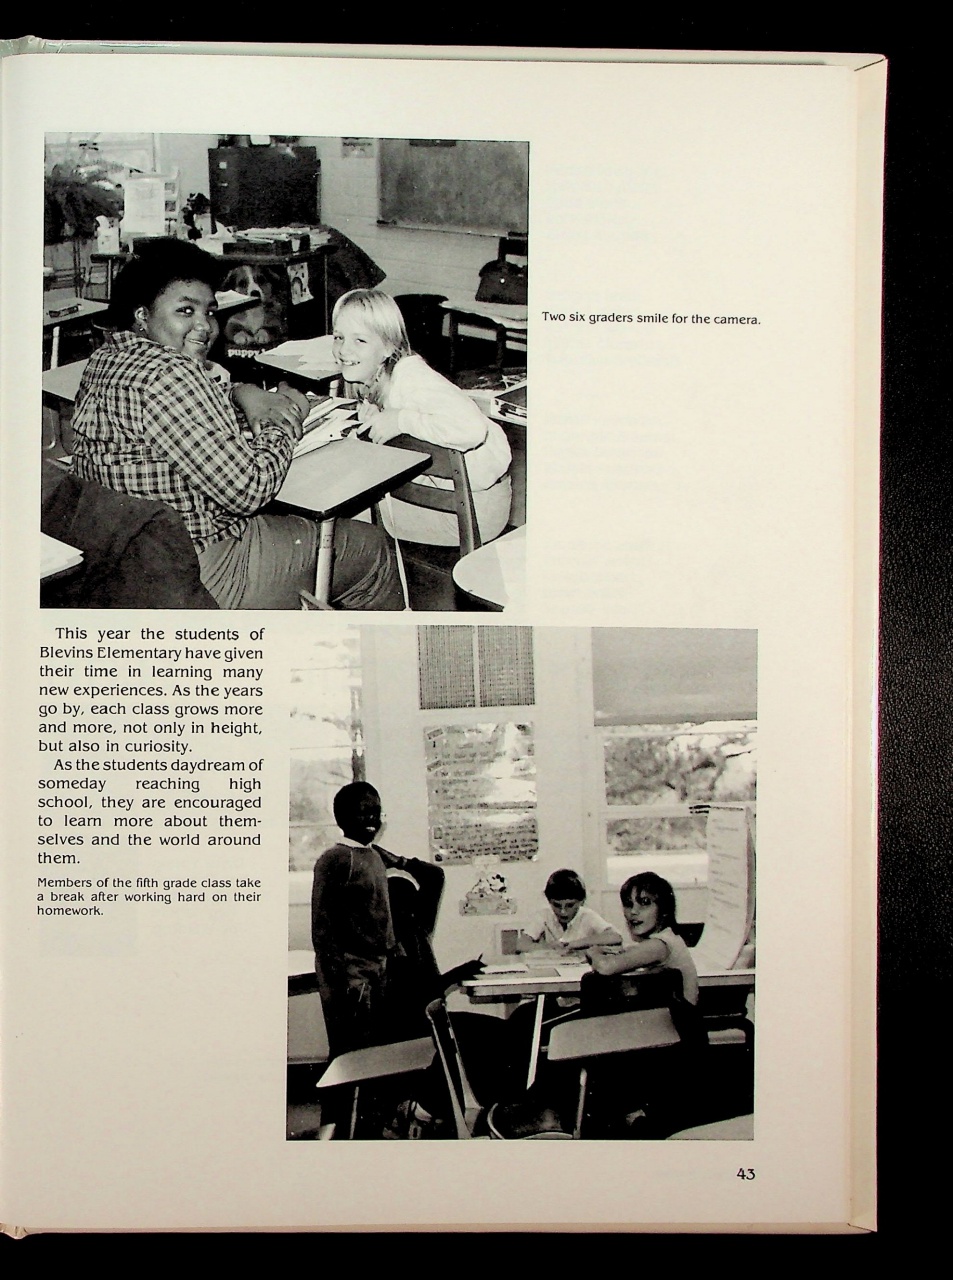 puppy
Two six graders smile for the camera.
This year the students of
Blevins Elementary have given
their time in learning many
new experiences. As the years
go by, each class grows more
and more, not only in height,
but also in curiosity.
As the students daydream of
someday reaching high
school, they are encouraged
to learn more about them-
selves and the world around
them.
Members of the fifth grade class take
a break after working hard on their
homework.
43